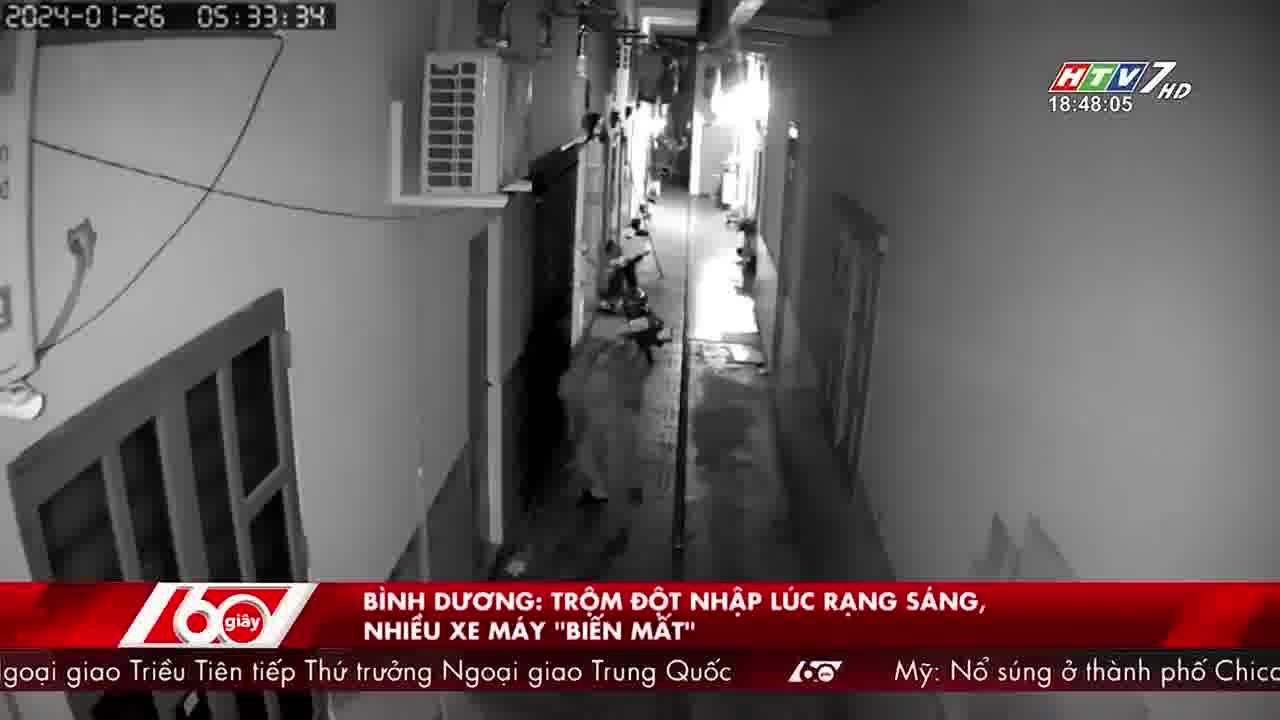 2024-01-26 05:33:34
HTV7 HD
18:48:05
60 giây
BÌNH DƯƠNG: TRỘM ĐỘT NHẬP LÚC RẠNG SÁNG,
NHIỀU XE MÁY "BIẾN MẤT"
Ngoại giao Triều Tiên tiếp Thứ trưởng Ngoại giao Trung Quốc 60 Mỹ: Nổ súng ở thành phố Chica